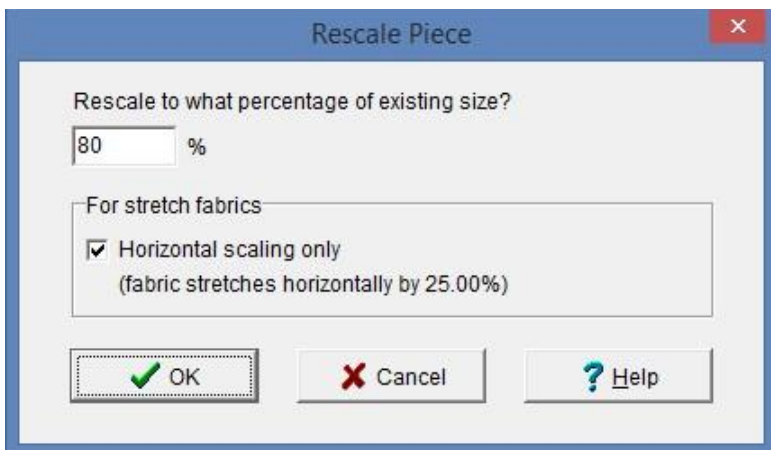 Rescale Piece
Rescale to what percentage of existing size?
80 %
For stretch fabrics
Horizontal scaling only
(fabric stretches horizontally by 25.00%)
OK Cancel Help